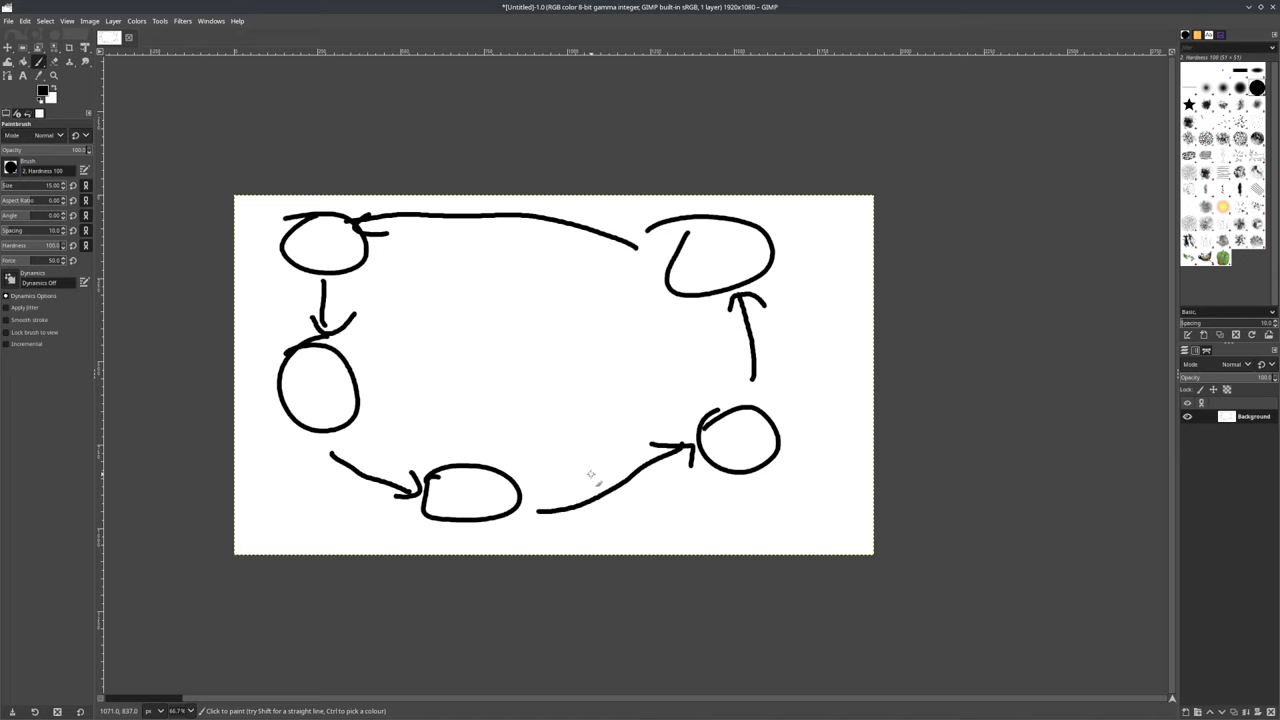 *[Untitled]-1.0 (RGB color 8-bit gamma integer, GIMP built-in sRGB, 1 layer) 1920x1080 – GIMP
File Edit Select View Image Layer Colors Tools Filters Windows Help
Paintbrush
Mode Normal
Opacity 100.0
Brush
2. Hardness 100
Size 15.00
Aspect Ratio 0.00
Angle 0.00
Spacing 10.0
Hardness 100.0
Force 50.0
Dynamics
Dynamics Off
Dynamics Options
Apply Jitter
Smooth stroke
Lock brush to view
Incremental
filter
2. Hardness 100 (51 × 51)
Basic,
Spacing 10.0
Mode Normal
Opacity 100.0
Lock:
Background
1071.0, 837.0 px 66.7% Click to paint (try Shift for a straight line, Ctrl to pick a colour)